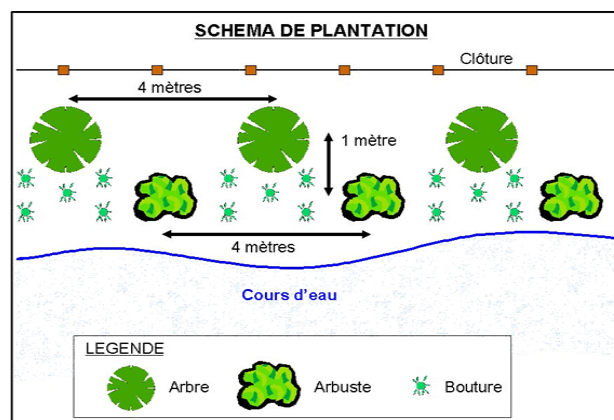 SCHEMA DE PLANTATION
Clôture
4 mètres
1 mètre
4 mètres
Cours d'eau
LEGENDE
Arbre
Arbuste
Bouture